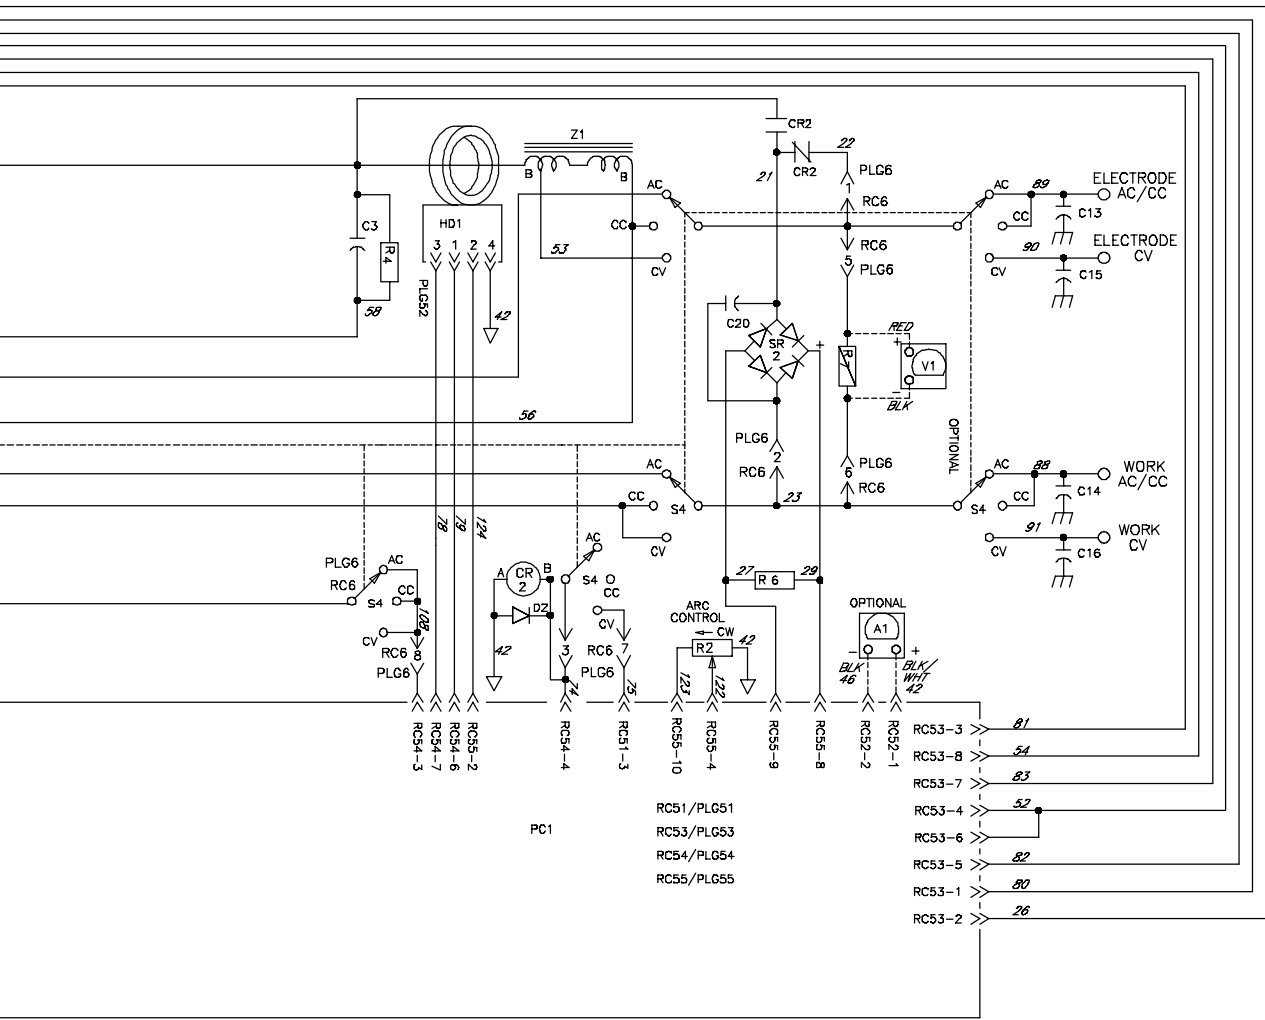 CR2
22
CR2
PLG6
1
RC6
21
Z1
B
B
AC
CC
CV
53
HD1
3 1 2 4
PLG52
42
C3
R4
58
56
RC6
5
PLG6
C20
SR
2
+
R7
RED
+
V1
-
BLK
AC
89
ELECTRODE
AC/CC
CC
C13
90
ELECTRODE
CV
CV
C15
OPTIONAL
PLG6
2
RC6
PLG6
6
RC6
23
AC
CC
S4
CV
AC
88
WORK
AC/CC
CC
C14
S4
91
WORK
CV
CV
C16
78
79
124
PLG6
AC
RC6
CC
S4
108
CV
RC6
8
PLG6
A
CR
2
B
D2
42
AC
S4
CC
CV
3
RC6
7
PLG6
74
75
27
R6
29
ARC
CONTROL
CW
R2
42
123
122
OPTIONAL
A1
-
+
BLK
46
BLK/
WHT
42
RC54-3
RC54-7
RC54-6
RC55-2
RC54-4
RC51-3
RC55-10
RC55-4
RC55-9
RC55-8
RC52-2
RC52-1
RC53-3
81
RC53-8
54
RC53-7
83
RC53-4
52
RC53-6
RC53-5
82
RC53-1
80
RC53-2
26
PC1
RC51/PLG51
RC53/PLG53
RC54/PLG54
RC55/PLG55